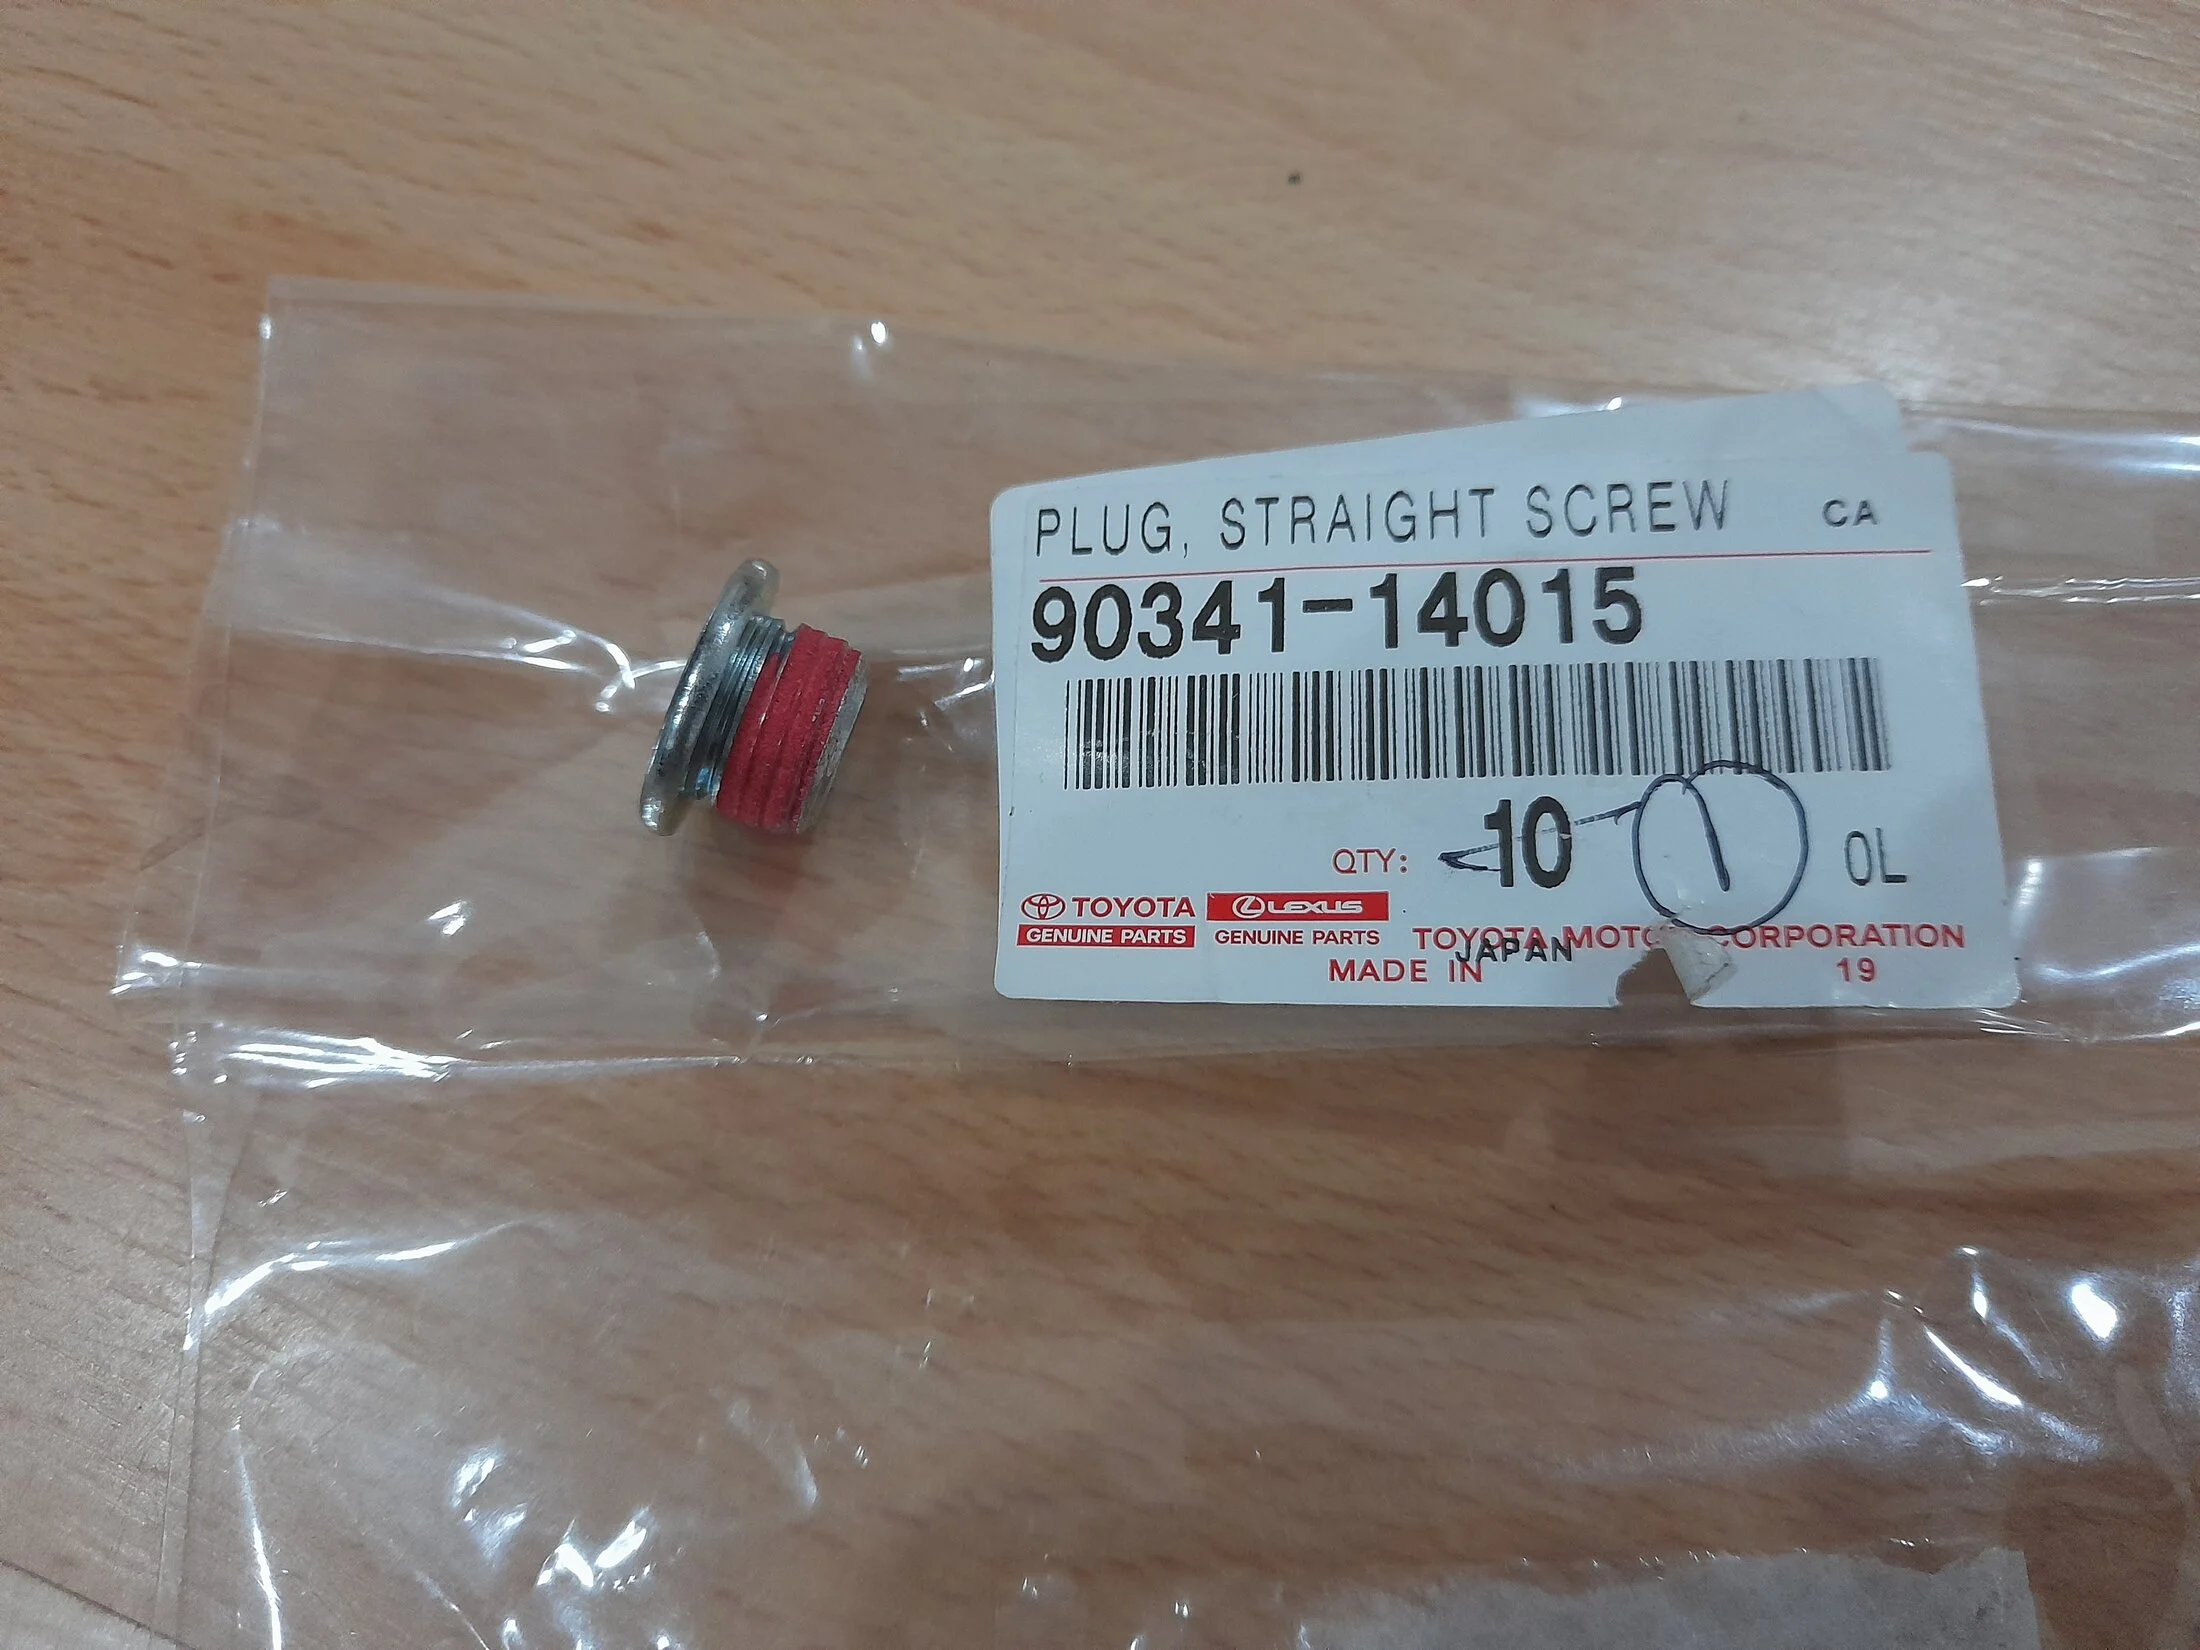 PLUG, STRAIGHT SCREW CA
90341-14015
QTY: 10 1 OL
TOYOTA LEXUS
GENUINE PARTS GENUINE PARTS TOYOTA MOTOR CORPORATION
MADE IN JAPAN 19